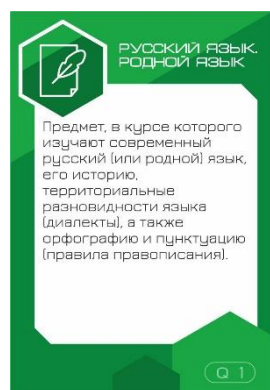 РУССКИЙ ЯЗЫК.
РОДНОЙ ЯЗЫК
Предмет, в курсе которого
изучают современный
русский (или родной) язык,
его историю,
территориальные
разновидности языка
(диалекты), а также
орфографию и пунктуацию
(правила правописания).
Q 1